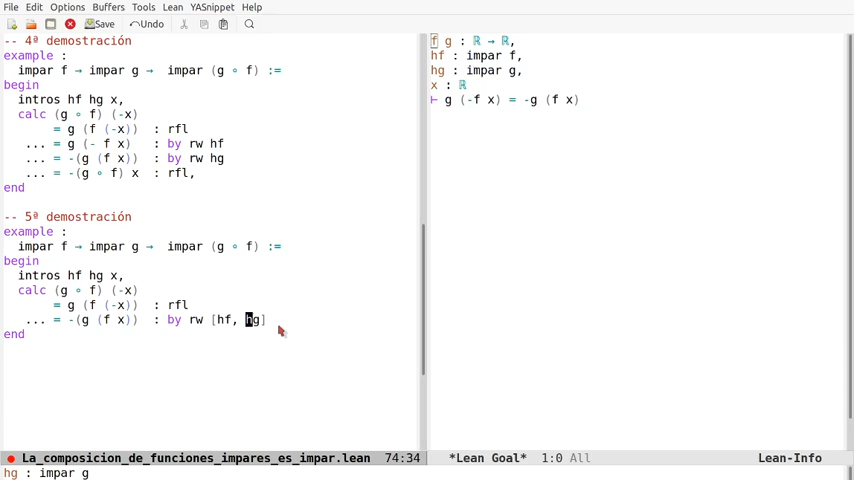 File Edit Options Buffers Tools Lean YASnippet Help
Save Undo
-- 4ª demostración
example :
  impar f → impar g →  impar (g ∘ f) :=
begin
  intros hf hg x,
  calc (g ∘ f) (-x)
       = g (f (-x))  : rfl
   ... = g (- f x)   : by rw hf
   ... = -(g (f x))  : by rw hg
   ... = -(g ∘ f) x  : rfl,
end
-- 5ª demostración
example :
  impar f → impar g →  impar (g ∘ f) :=
begin
  intros hf hg x,
  calc (g ∘ f) (-x)
       = g (f (-x))  : rfl
   ... = -(g (f x))  : by rw [hf, hg]
end
f g : ℝ → ℝ,
hf : impar f,
hg : impar g,
x : ℝ
⊢ g (-f x) = -g (f x)
La_composicion_de_funciones_impares_es_impar.lean 74:34
*Lean Goal* 1:0 All Lean-Info
hg : impar g